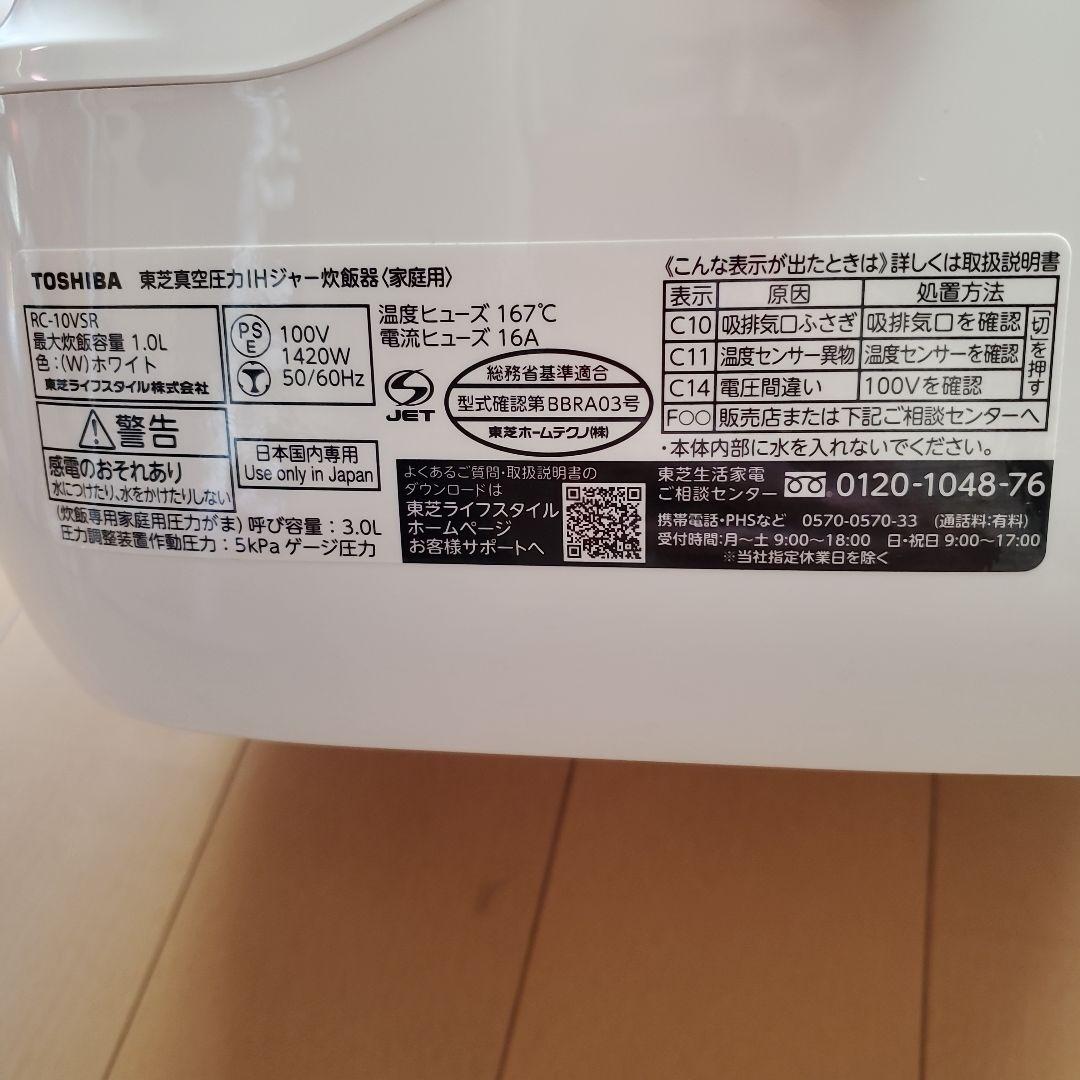 TOSHIBA 東芝真空圧力IHジャー炊飯器〈家庭用〉
RC-10VSR
最大炊飯容量 1.0L
色:(W)ホワイト
東芝ライフスタイル株式会社
PS
E
100V
1420W
50/60Hz
温度ヒューズ 167℃
電流ヒューズ 16A
S
JET
総務省基準適合
型式確認第BBRA03号
東芝ホームテクノ(株)
警告
感電のおそれあり
水につけたり、水をかけたりしない
日本国内専用
Use only in Japan
(炊飯専用家庭用圧力がま) 呼び容量:3.0L
圧力調整装置作動圧力:5kPa ゲージ圧力
《こんな表示が出たときは》詳しくは取扱説明書
表示 原因 処置方法
C10 吸排気口ふさぎ 吸排気口を確認
C11 温度センサー異物 温度センサーを確認
C14 電圧間違い 100Vを確認
「切」を押す
F○○ 販売店または下記ご相談センターへ
・本体内部に水を入れないでください。
よくあるご質問・取扱説明書の
ダウンロードは
東芝ライフスタイル
ホームページ
お客様サポートへ
東芝生活家電
ご相談センター 0120-1048-76
携帯電話・PHSなど 0570-0570-33 (通話料:有料)
受付時間:月〜土 9:00〜18:00 日・祝日 9:00〜17:00
※当社指定休業日を除く